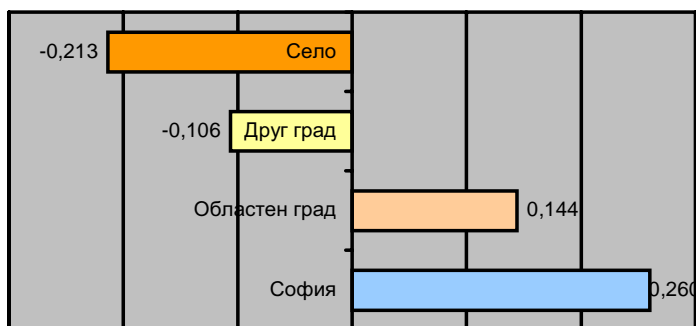 -0,213 Село
-0,106 Друг град
Областен град 0,144
София 0,260